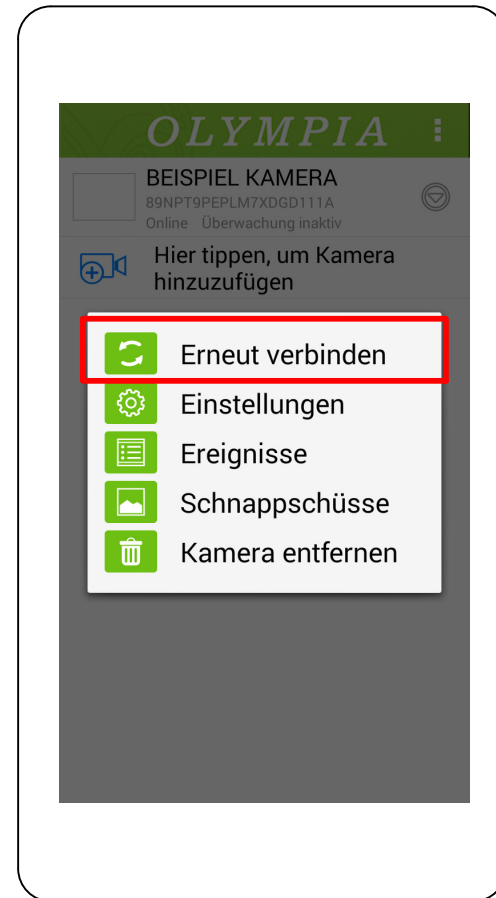 OLYMPIA
BEISPIEL KAMERA
89NPT9PEPLM7XDGD111A
Online Überwachung inaktiv
Hier tippen, um Kamera
hinzuzufügen
Erneut verbinden
Einstellungen
Ereignisse
Schnappschüsse
Kamera entfernen